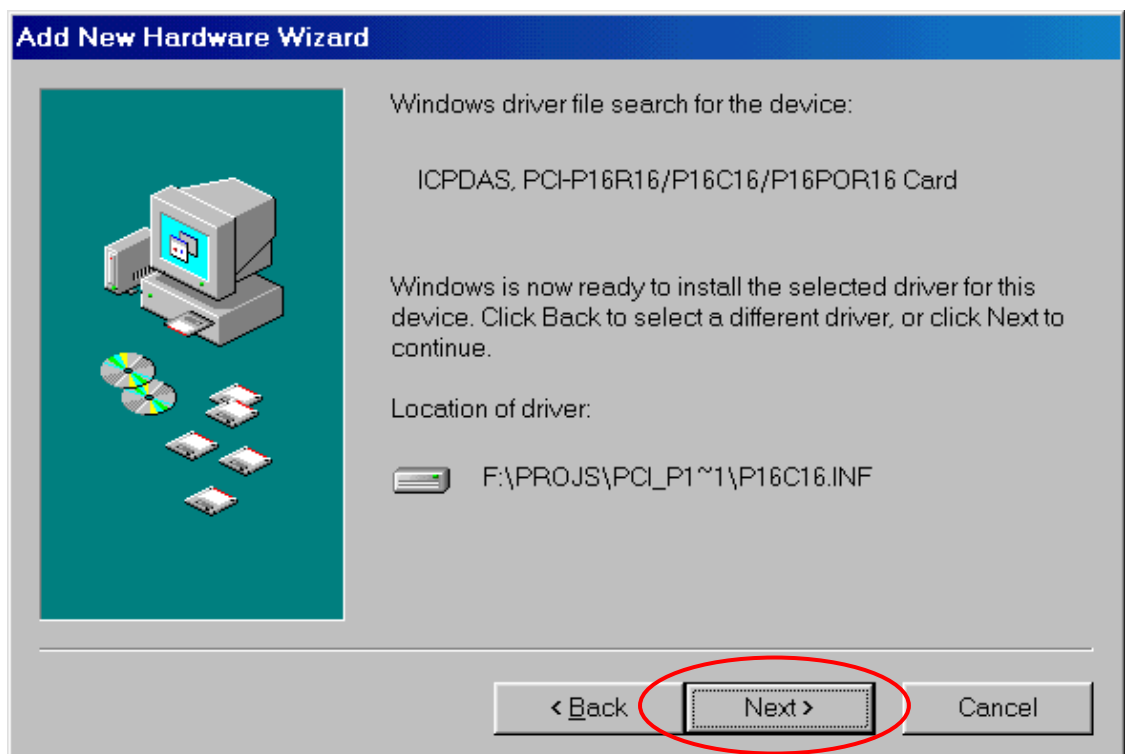 Add New Hardware Wizard
Windows driver file search for the device:
ICPDAS, PCI-P16R16/P16C16/P16POR16 Card
Windows is now ready to install the selected driver for this
device. Click Back to select a different driver, or click Next to
continue.
Location of driver:
F:\PROJS\PCI_P1~1\P16C16.INF
< Back
Next >
Cancel